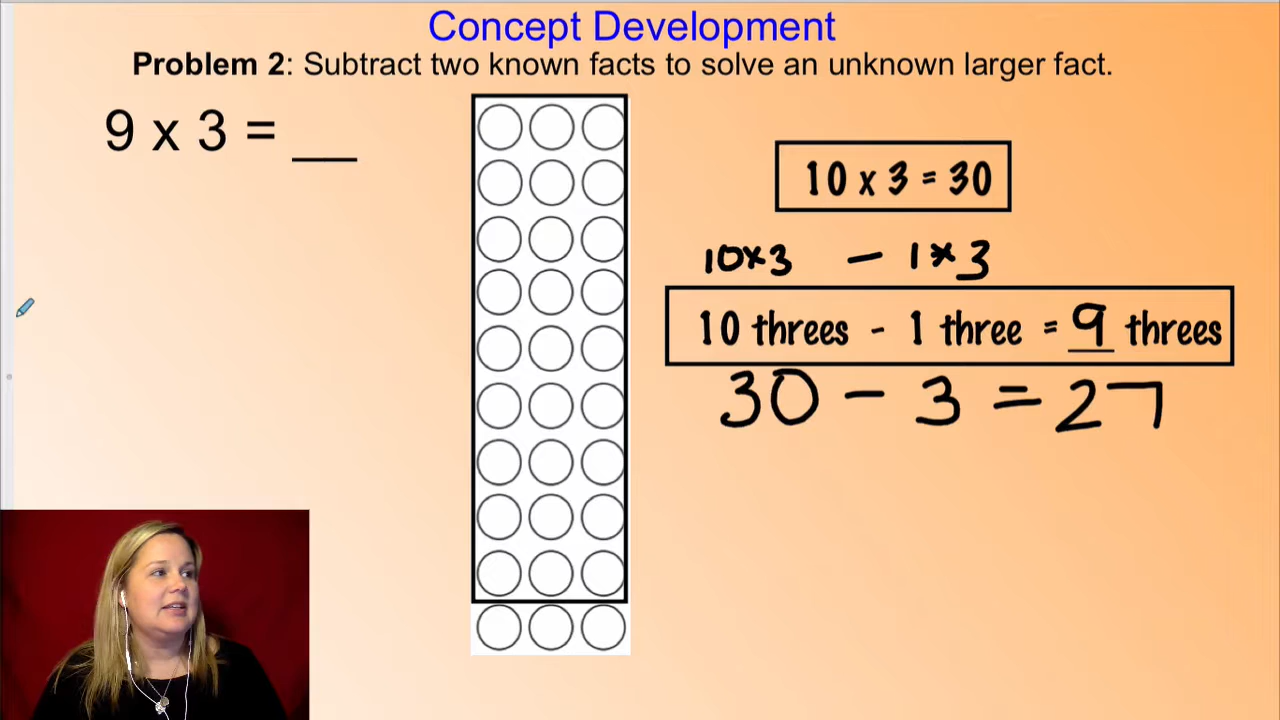 Concept Development
Problem 2: Subtract two known facts to solve an unknown larger fact.
9 x 3 = __
10 x 3 = 30
10x3 - 1x3
10 threes - 1 three = 9 threes
30 - 3 = 27